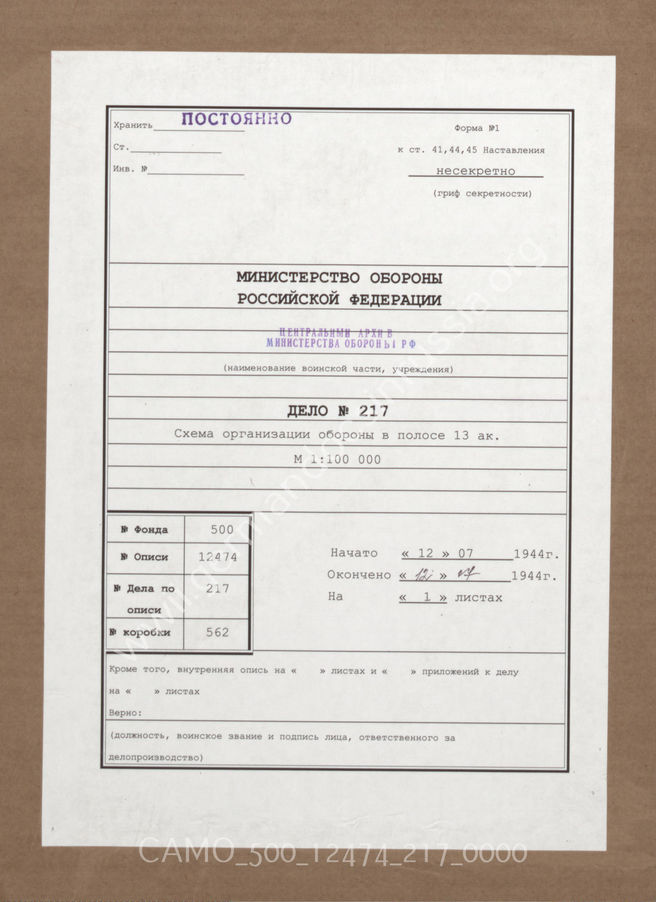 Хранить ПОСТОЯННО
Ст.
Инв. №
Форма №1
к ст. 41,44,45 Наставления
несекретно
(гриф секретности)
МИНИСТЕРСТВО ОБОРОНЫ
РОССИЙСКОЙ ФЕДЕРАЦИИ
ЦЕНТРАЛЬНЫЙ АРХИВ
МИНИСТЕРСТВА ОБОРОНЫ РФ
(наименование воинской части, учреждения)
ДЕЛО № 217
Схема организации обороны в полосе 13 ак.
М 1:100 000
№ Фонда 500
№ Описи 12474
№ Дела по описи 217
№ коробки 562
Начато « 12 » 07 1944г.
Окончено « 12 » 07 1944г.
На « 1 » листах
Кроме того, внутренняя опись на « » листах и « » приложений к делу
на « » листах
Верно:
(должность, воинское звание и подпись лица, ответственного за
делопроизводство)
CAMO_500_12474_217_0000